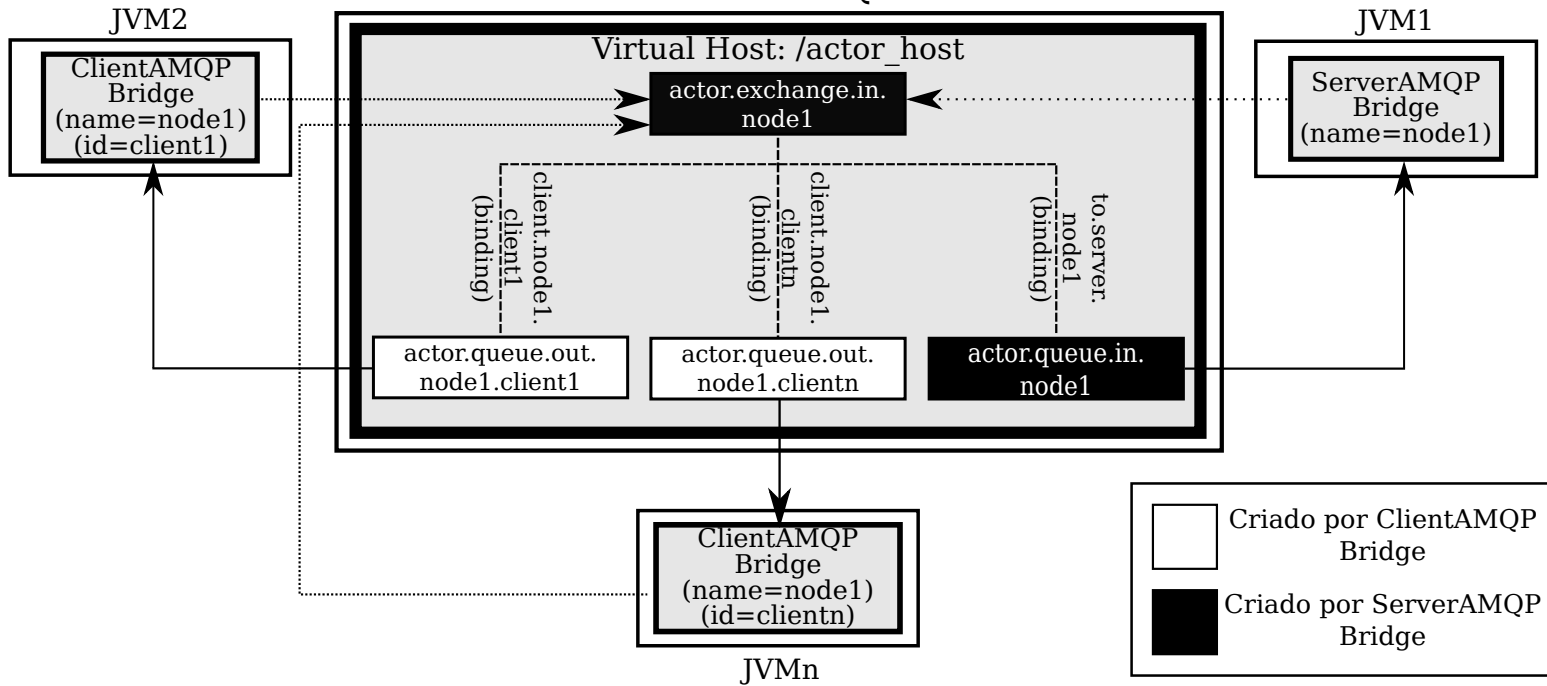 JVM2
JVM1
Virtual Host: /actor_host
ClientAMQP
Bridge
(name=node1)
(id=client1)
actor.exchange.in.
node1
ServerAMQP
Bridge
(name=node1)
client.node1.
client1
(binding)
client.node1.
clientn
(binding)
to.server.
node1
(binding)
actor.queue.out.
node1.client1
actor.queue.out.
node1.clientn
actor.queue.in.
node1
ClientAMQP
Bridge
(name=node1)
(id=clientn)
JVMn
Criado por ClientAMQP
Bridge
Criado por ServerAMQP
Bridge